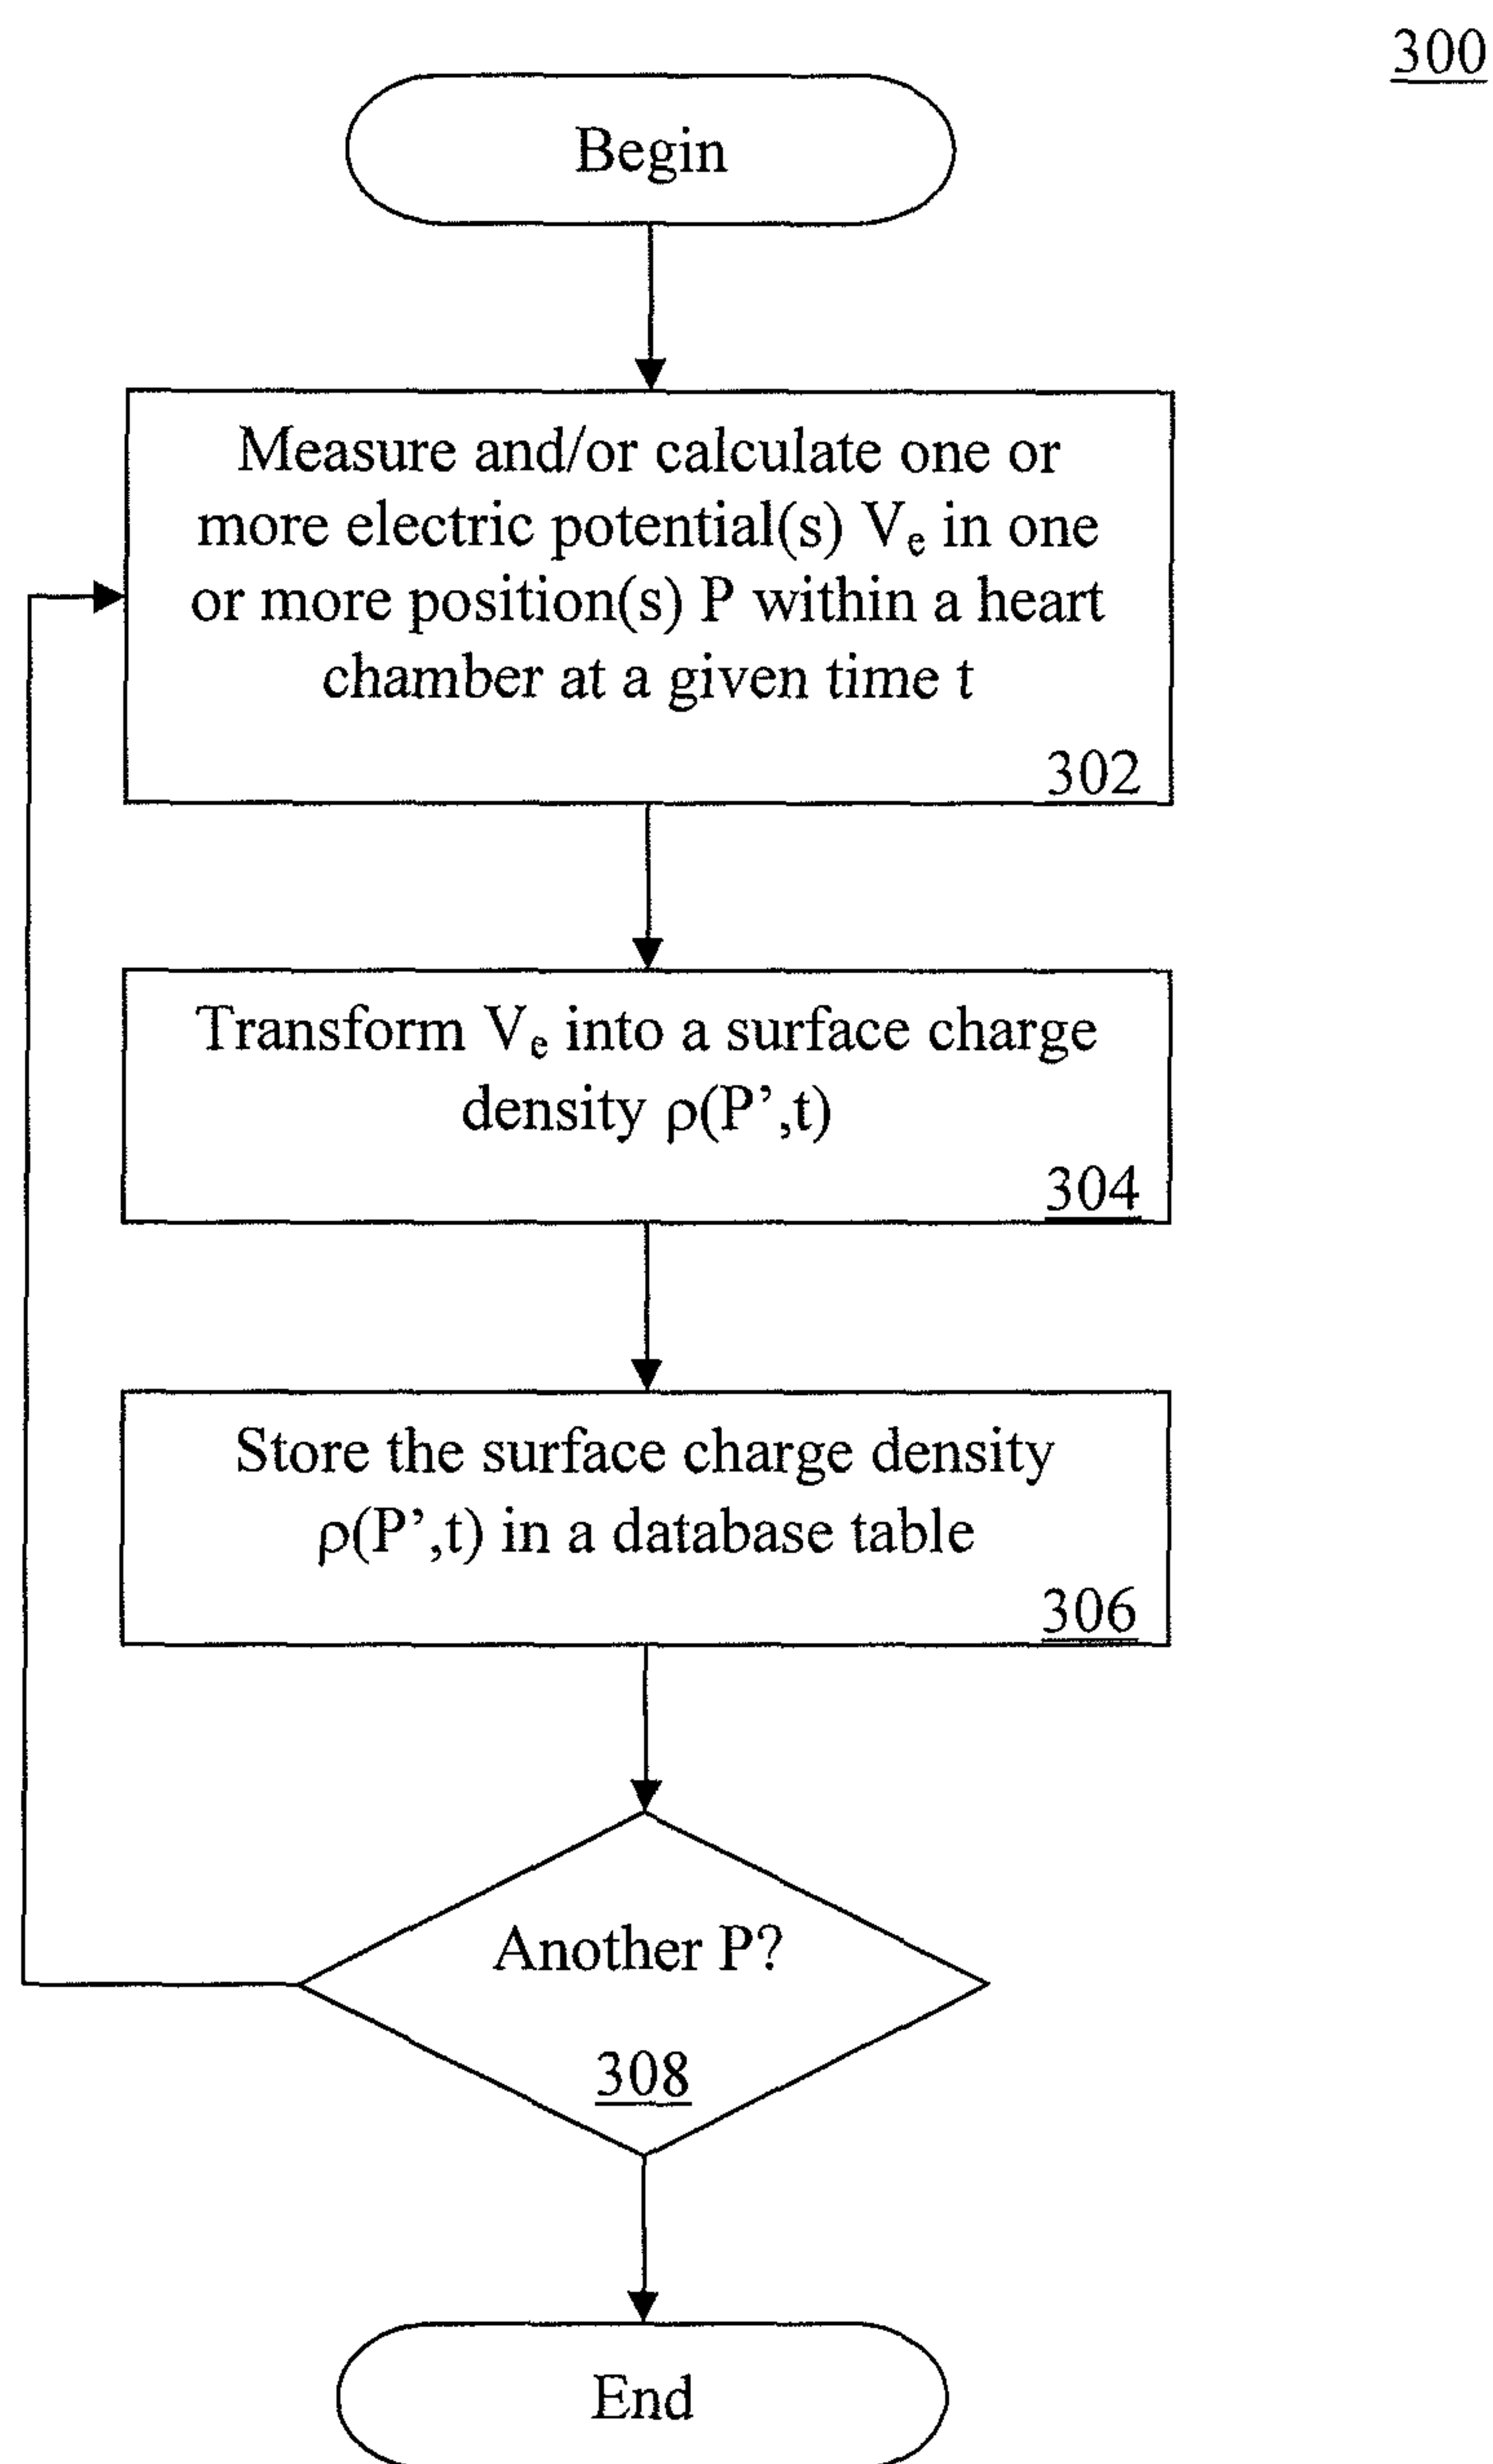 300
Begin
Measure and/or calculate one or
more electric potential(s) Vₑ in one
or more position(s) P within a heart
chamber at a given time t
302
Transform Vₑ into a surface charge
density ρ(P’,t)
304
Store the surface charge density
ρ(P’,t) in a database table
306
Another P?
308
End